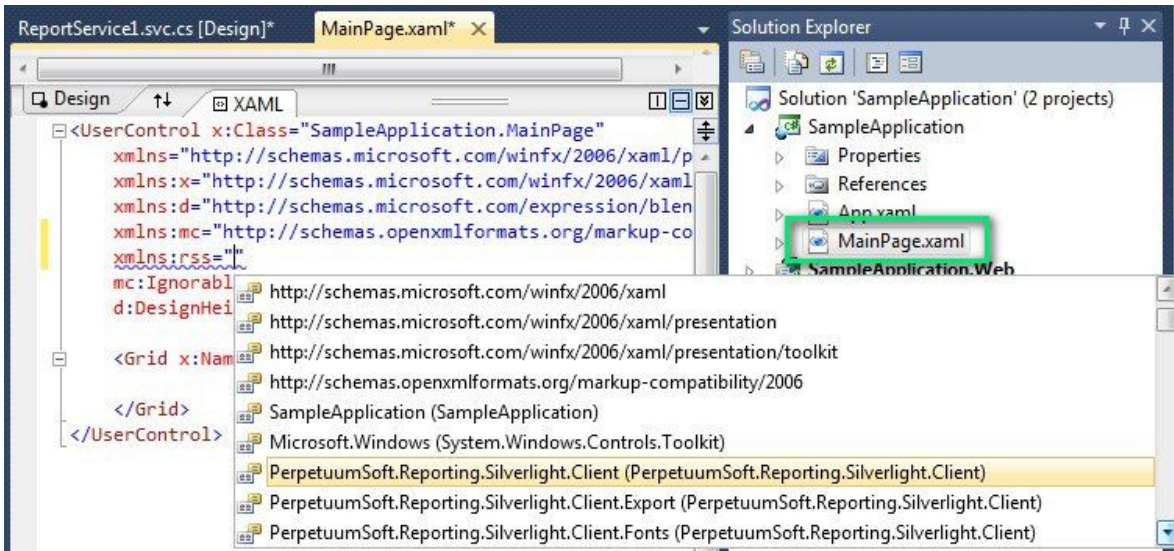 ReportService1.svc.cs [Design]* MainPage.xaml*
Solution Explorer
Design XAML
<UserControl x:Class="SampleApplication.MainPage"
xmlns="http://schemas.microsoft.com/winfx/2006/xaml/p
xmlns:x="http://schemas.microsoft.com/winfx/2006/xaml
xmlns:d="http://schemas.microsoft.com/expression/blen
xmlns:mc="http://schemas.openxmlformats.org/markup-co
xmlns:rss=""
mc:Ignorabl
d:DesignHei
<Grid x:Nam
</Grid>
</UserControl>
Solution 'SampleApplication' (2 projects)
SampleApplication
Properties
References
App.xaml
MainPage.xaml
SampleApplication.Web
http://schemas.microsoft.com/winfx/2006/xaml
http://schemas.microsoft.com/winfx/2006/xaml/presentation
http://schemas.microsoft.com/winfx/2006/xaml/presentation/toolkit
http://schemas.openxmlformats.org/markup-compatibility/2006
SampleApplication (SampleApplication)
Microsoft.Windows (System.Windows.Controls.Toolkit)
PerpetuumSoft.Reporting.Silverlight.Client (PerpetuumSoft.Reporting.Silverlight.Client)
PerpetuumSoft.Reporting.Silverlight.Client.Export (PerpetuumSoft.Reporting.Silverlight.Client)
PerpetuumSoft.Reporting.Silverlight.Client.Fonts (PerpetuumSoft.Reporting.Silverlight.Client)